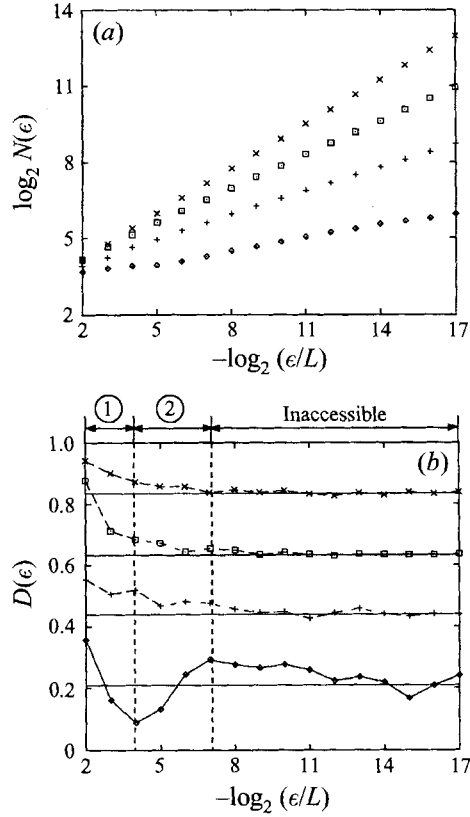 (a)
14
11
8
5
2
log₂ N(ϵ)
2 5 8 11 14 17
−log₂ (ϵ/L)
① ② Inaccessible
(b)
1.0
0.8
0.6
0.4
0.2
0
D(ϵ)
2 5 8 11 14 17
−log₂ (ϵ/L)